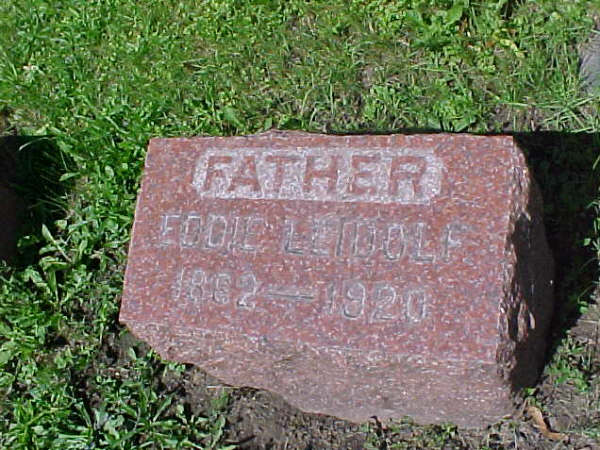 FATHER
EDDIE LEIDOLF
1862—1920